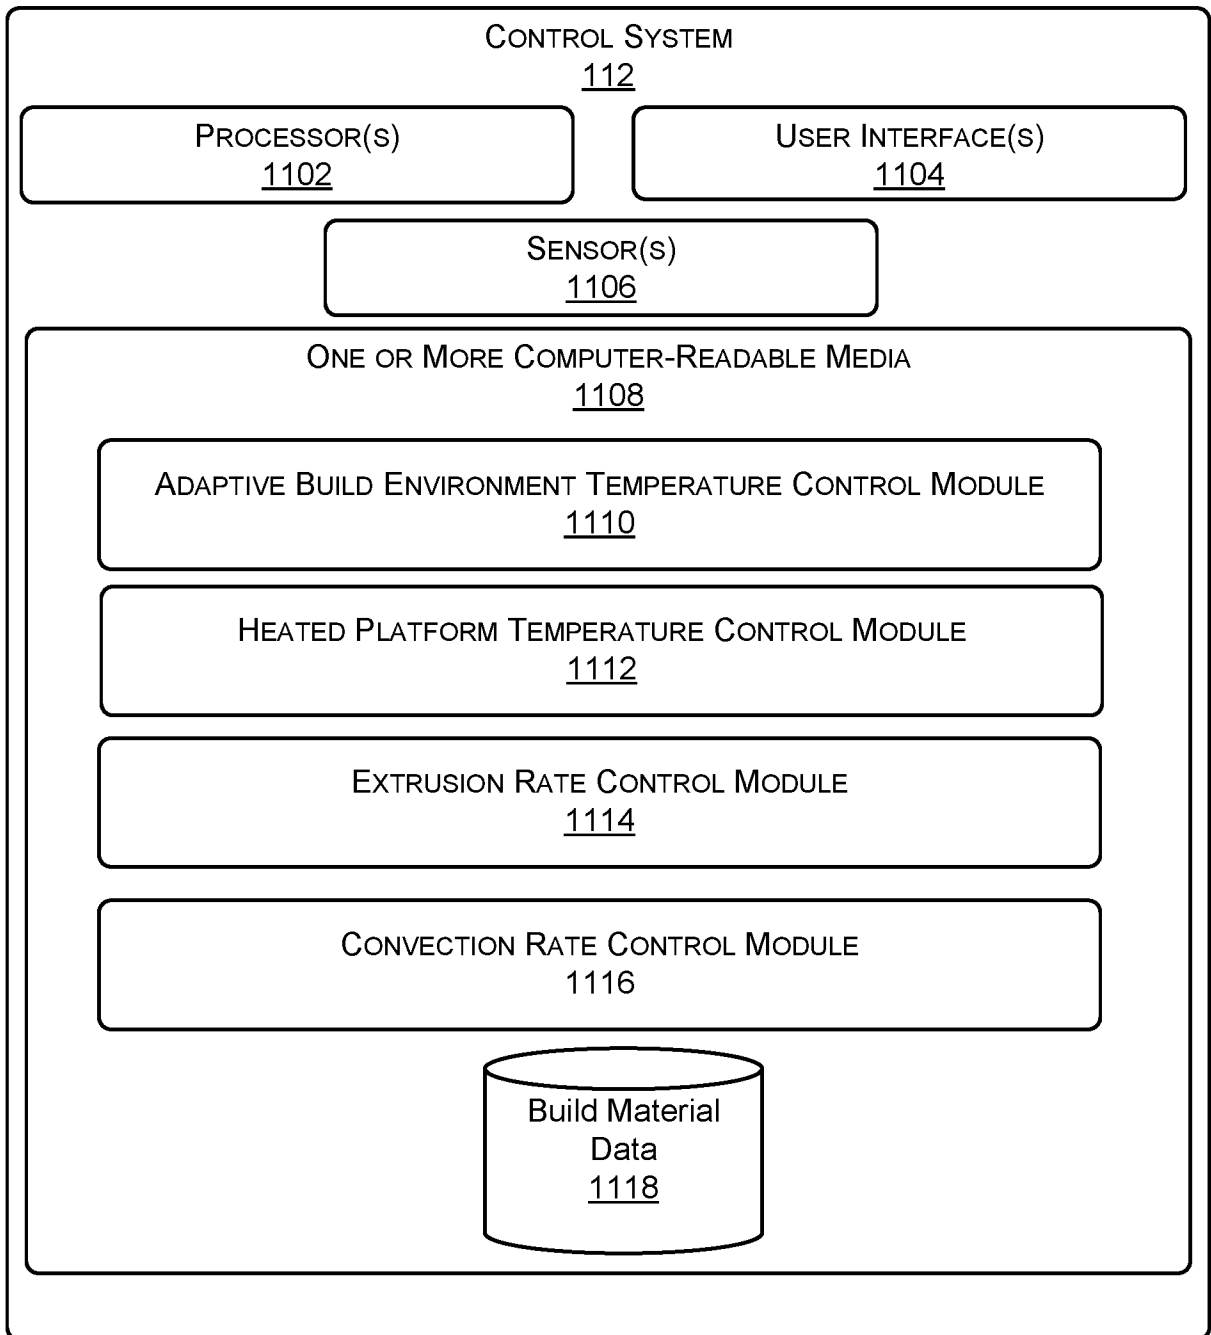 CONTROL SYSTEM
112
PROCESSOR(S)
1102
USER INTERFACE(S)
1104
SENSOR(S)
1106
ONE OR MORE COMPUTER-READABLE MEDIA
1108
ADAPTIVE BUILD ENVIRONMENT TEMPERATURE CONTROL MODULE
1110
HEATED PLATFORM TEMPERATURE CONTROL MODULE
1112
EXTRUSION RATE CONTROL MODULE
1114
CONVECTION RATE CONTROL MODULE
1116
Build Material
Data
1118